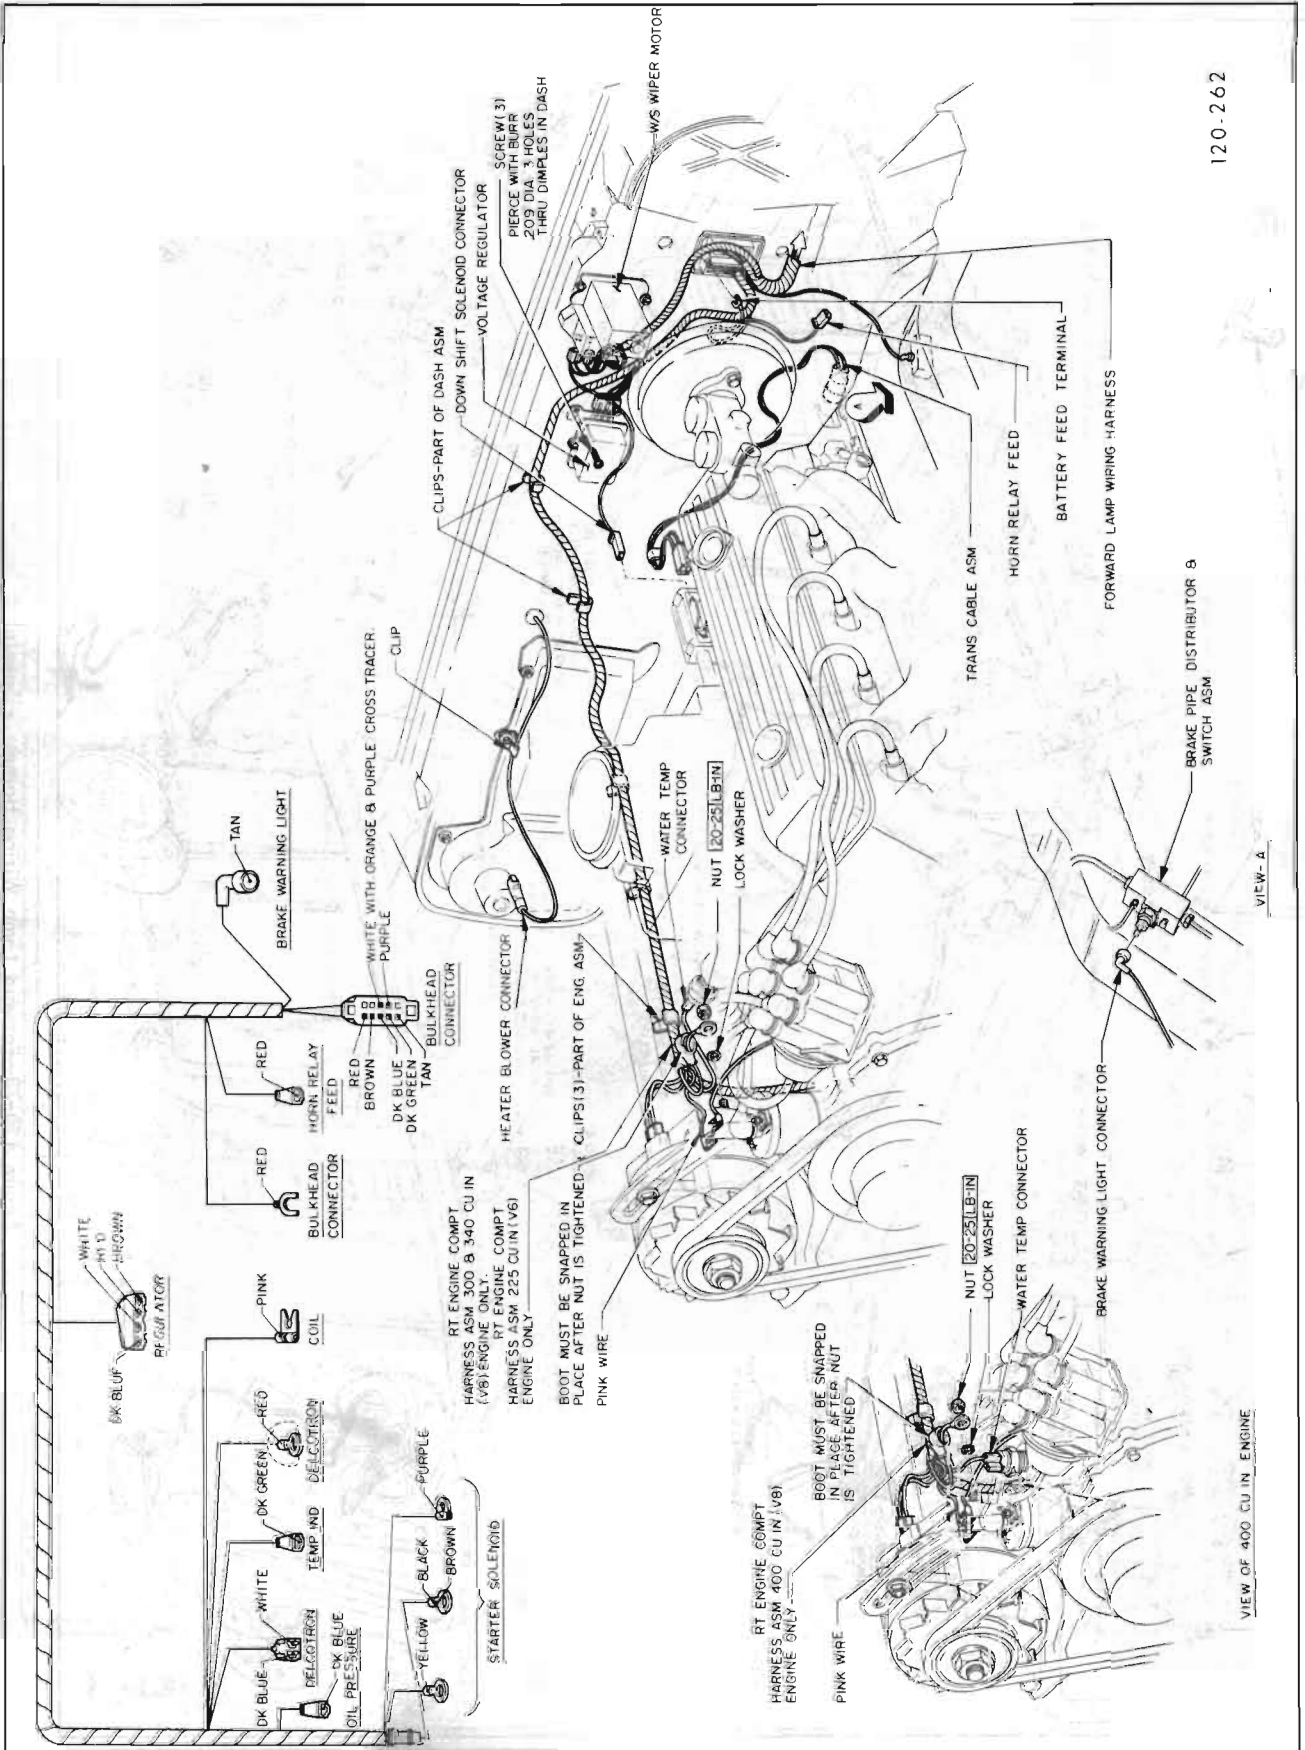 TAN
BRAKE WARNING LIGHT
WHITE WITH ORANGE & PURPLE CROSS TRACER.
PURPLE
BULKHEAD
CONNECTOR
RED
BROWN
DK BLUE
DK GREEN
TAN
RED
HORN RELAY
FEED
RED
BULKHEAD
CONNECTOR
WHITE
RED
BROWN
DK BLUE
REGULATOR
PINK
COIL
RED
DELCOTRON
DK GREEN
TEMP IND
WHITE
DK BLUE
DELCOTRON
DK BLUE
OIL PRESSURE
YELLOW
BLACK
BROWN
PURPLE
STARTER SOLENOID
W/S WIPER MOTOR
SCREW (3)
PIERCE WITH BURR
.209 DIA 3 HOLES
THRU DIMPLES IN DASH
VOLTAGE REGULATOR
DOWN SHIFT SOLENOID CONNECTOR
CLIPS-PART OF DASH ASM
CLIP
HEATER BLOWER CONNECTOR
CLIPS(3)-PART OF ENG ASM
WATER TEMP
CONNECTOR
NUT 20-25 LB-IN
LOCK WASHER
RT ENGINE COMPT
HARNESS ASM 300 & 340 CU IN
(V8) ENGINE ONLY.
RT ENGINE COMPT
HARNESS ASM 225 CU IN (V6)
ENGINE ONLY
BOOT MUST BE SNAPPED IN
PLACE AFTER NUT IS TIGHTENED
PINK WIRE
TRANS CABLE ASM
HORN RELAY FEED
BATTERY FEED TERMINAL
FORWARD LAMP WIRING HARNESS
BRAKE PIPE DISTRIBUTOR &
SWITCH ASM
BRAKE WARNING LIGHT CONNECTOR
VIEW-A
RT ENGINE COMPT
HARNESS ASM 400 CU IN (V8)
ENGINE ONLY
BOOT MUST BE SNAPPED
IN PLACE AFTER NUT
IS TIGHTENED
PINK WIRE
NUT 20-25 LB-IN
LOCK WASHER
WATER TEMP CONNECTOR
VIEW OF 400 CU IN ENGINE
120-262